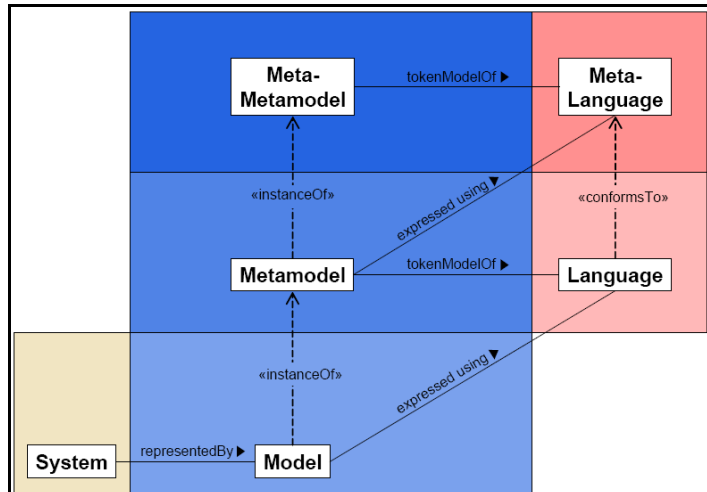 Meta-
Metamodel
tokenModelOf
Meta-
Language
«instanceOf»
expressed using
«conformsTo»
Metamodel
tokenModelOf
Language
«instanceOf»
expressed using
System
representedBy
Model